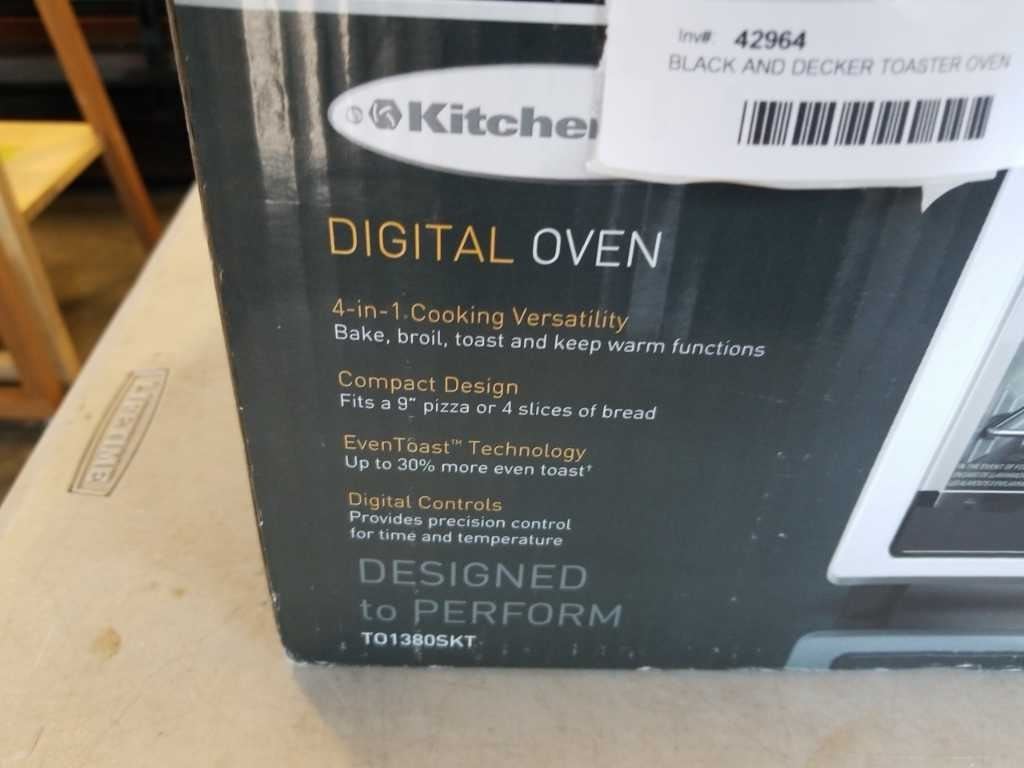 Inv#: 42964
BLACK AND DECKER TOASTER OVEN
Kitche
DIGITAL OVEN
4-in-1 Cooking Versatility
Bake, broil, toast and keep warm functions
Compact Design
Fits a 9" pizza or 4 slices of bread
EvenToast™ Technology
Up to 30% more even toast†
Digital Controls
Provides precision control
for time and temperature
DESIGNED
to PERFORM
TO1380SKT
LIFETIME